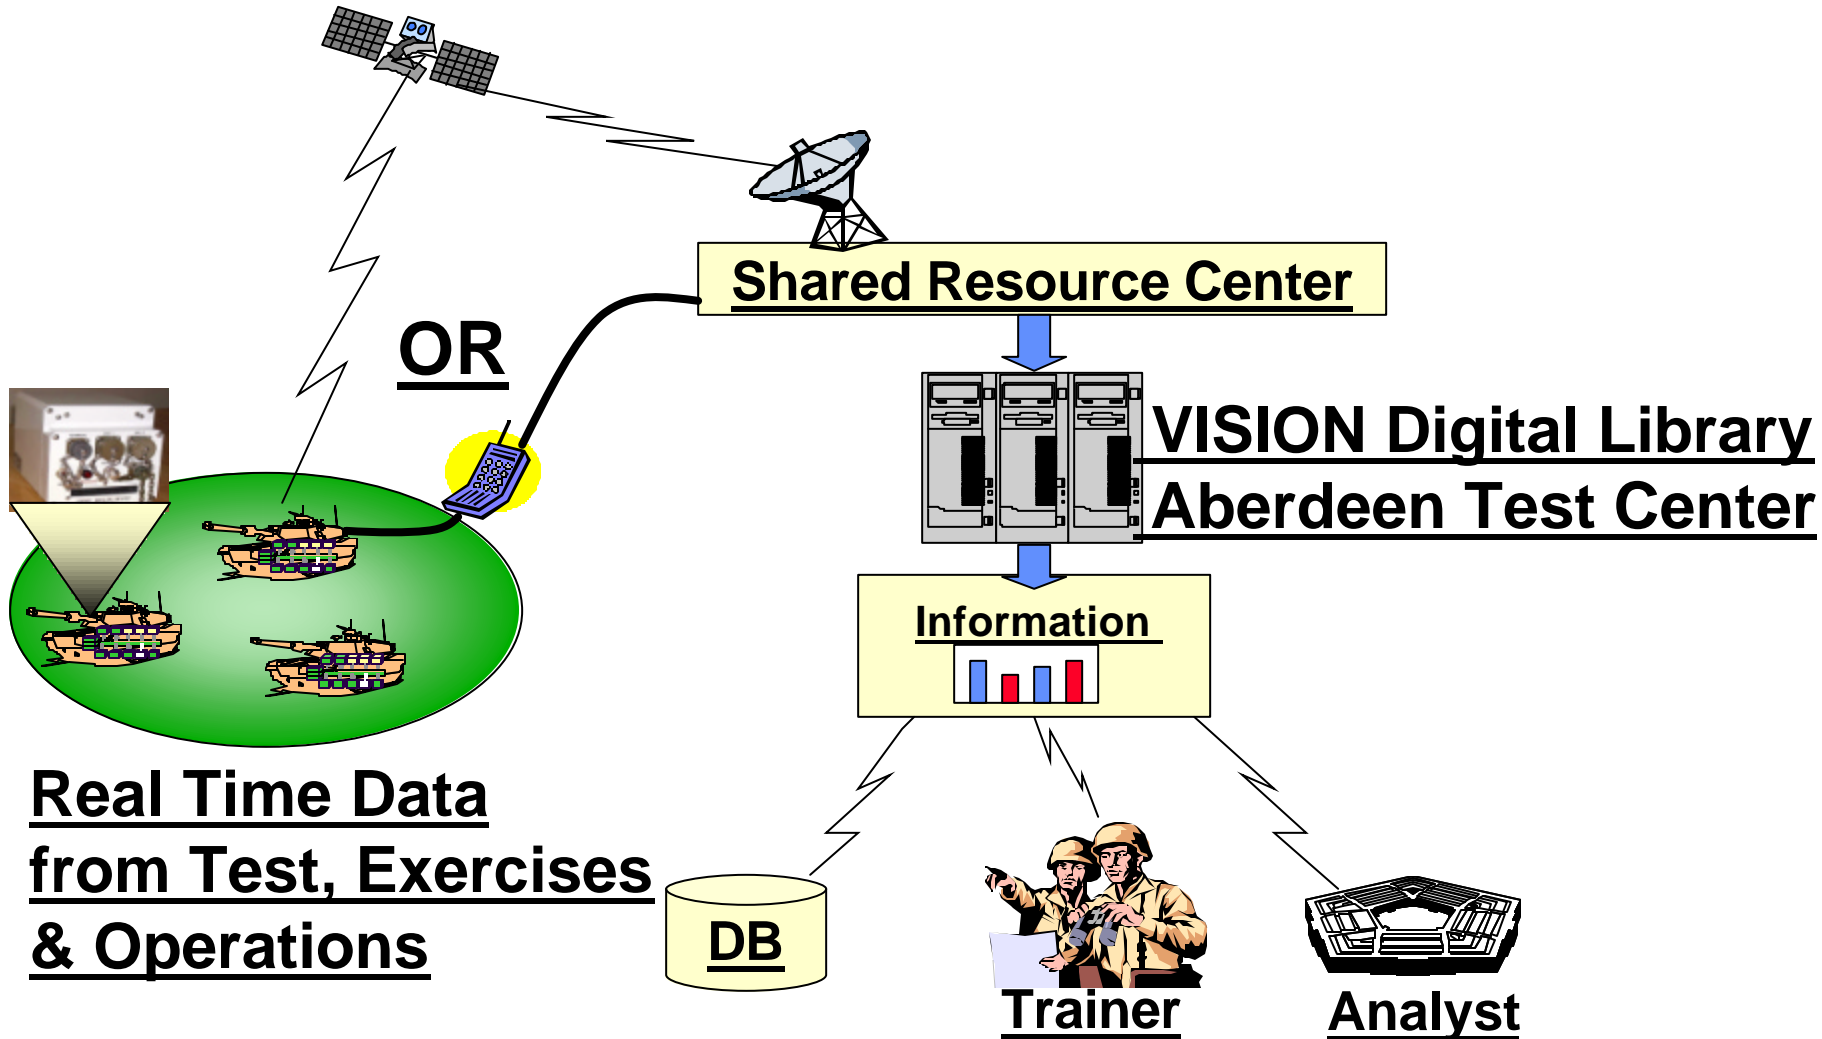 Shared Resource Center
OR
VISION Digital Library
Aberdeen Test Center
Information
Real Time Data
from Test, Exercises
& Operations
DB
Trainer
Analyst